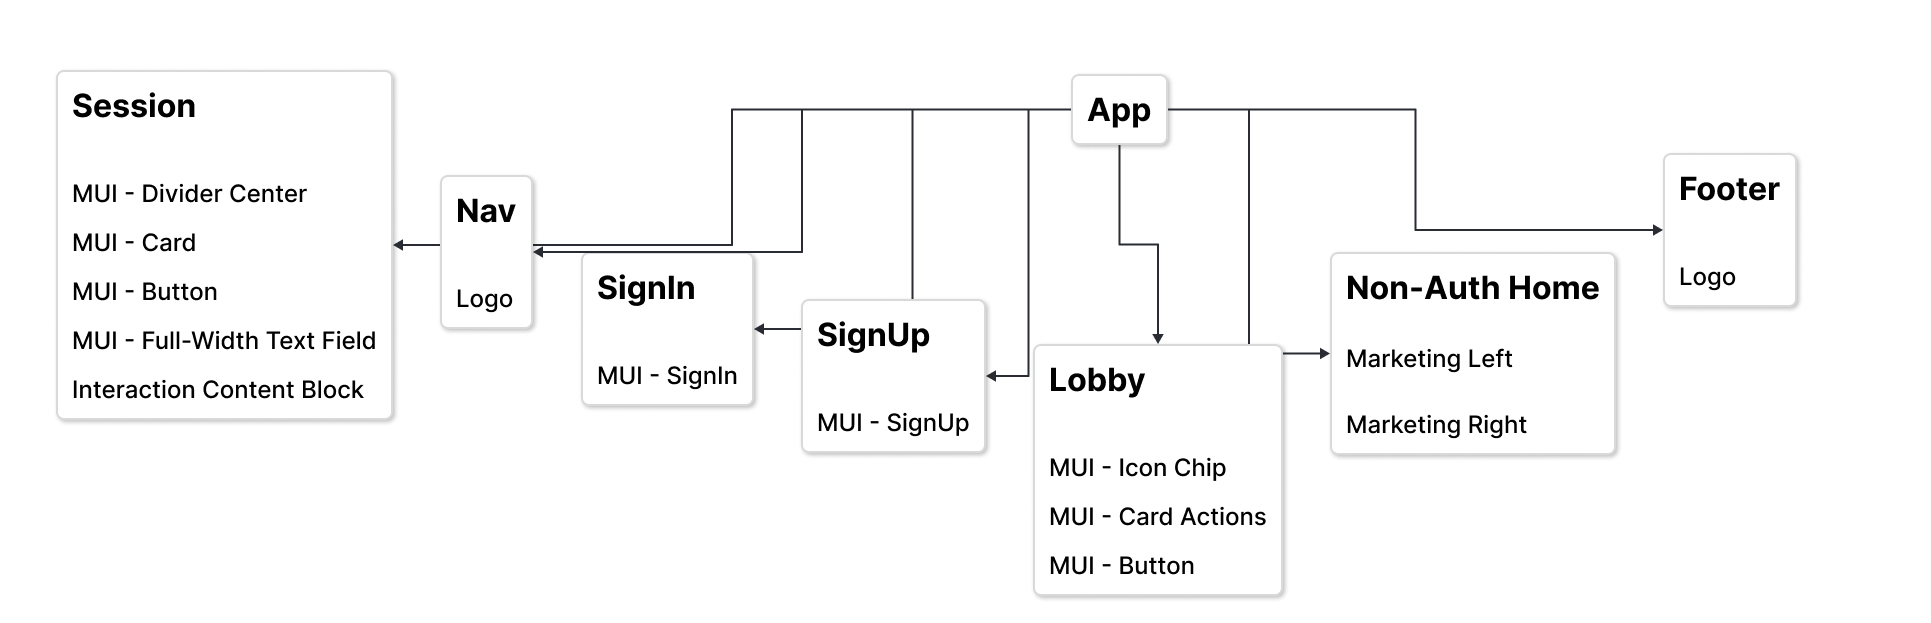 Session
MUI - Divider Center
MUI - Card
MUI - Button
MUI - Full-Width Text Field
Interaction Content Block
Nav
Logo
SignIn
MUI - SignIn
SignUp
MUI - SignUp
App
Lobby
MUI - Icon Chip
MUI - Card Actions
MUI - Button
Non-Auth Home
Marketing Left
Marketing Right
Footer
Logo